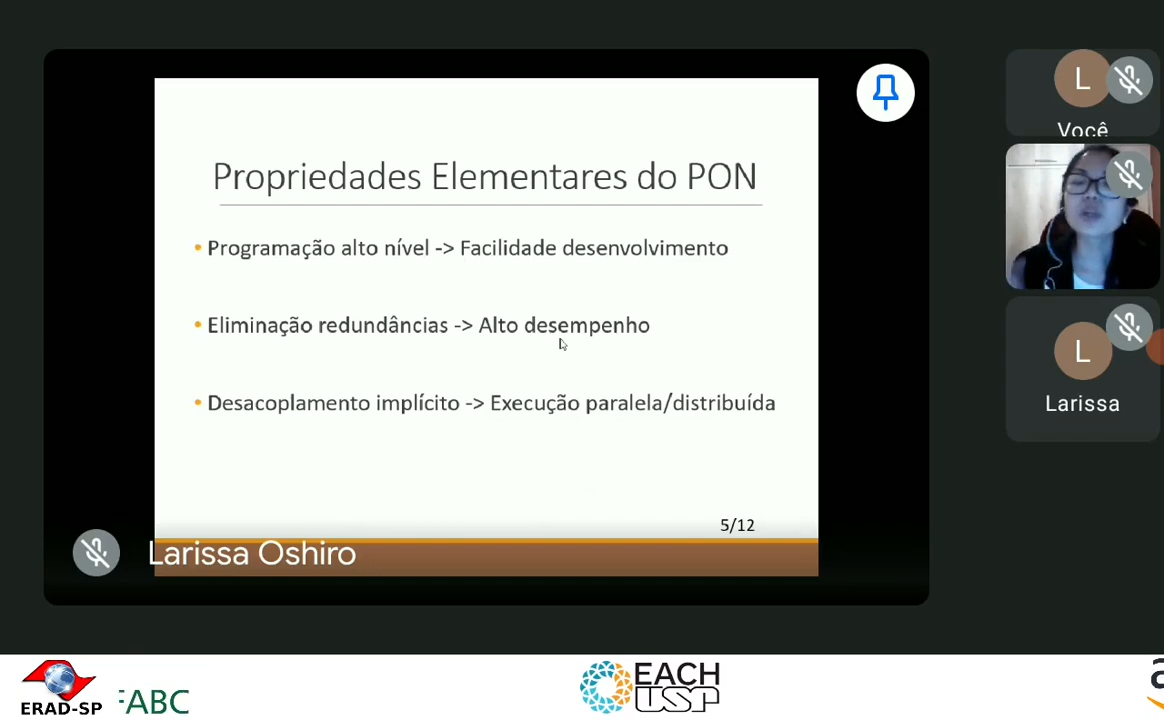 Propriedades Elementares do PON
• Programação alto nível -> Facilidade desenvolvimento
• Eliminação redundâncias -> Alto desempenho
• Desacoplamento implícito -> Execução paralela/distribuída
5/12
Larissa Oshiro
L
Você
L
Larissa
ERAD-SP
FABC
EACH
USP